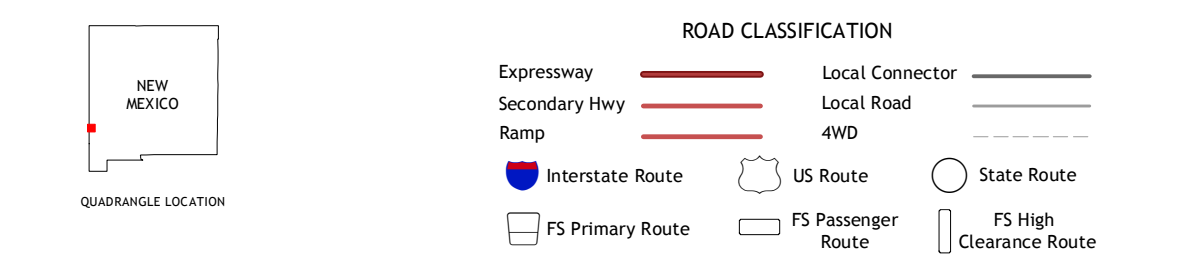 NEW
MEXICO
QUADRANGLE LOCATION
ROAD CLASSIFICATION
Expressway
Local Connector
Secondary Hwy
Local Road
Ramp
4WD
Interstate Route
US Route
State Route
FS Primary Route
FS Passenger
Route
FS High
Clearance Route